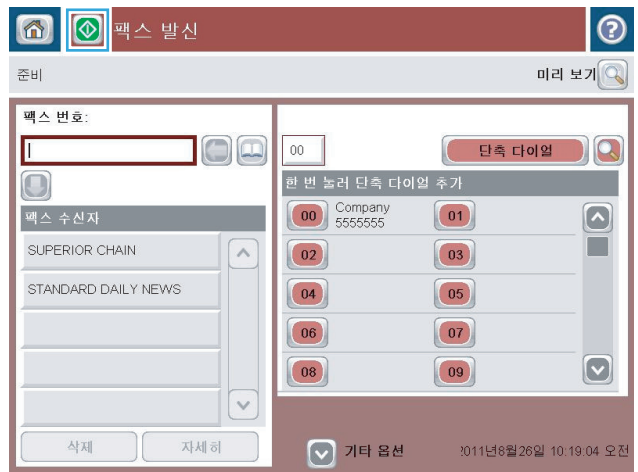 팩스 발신
준비
미리 보기
팩스 번호:
00
단축 다이얼
한 번 눌러 단축 다이얼 추가
팩스 수신자
SUPERIOR CHAIN
STANDARD DAILY NEWS
00 Company 5555555
01
02
03
04
05
06
07
08
09
삭제
자세히
기타 옵션
2011년8월26일 10:19:04 오전